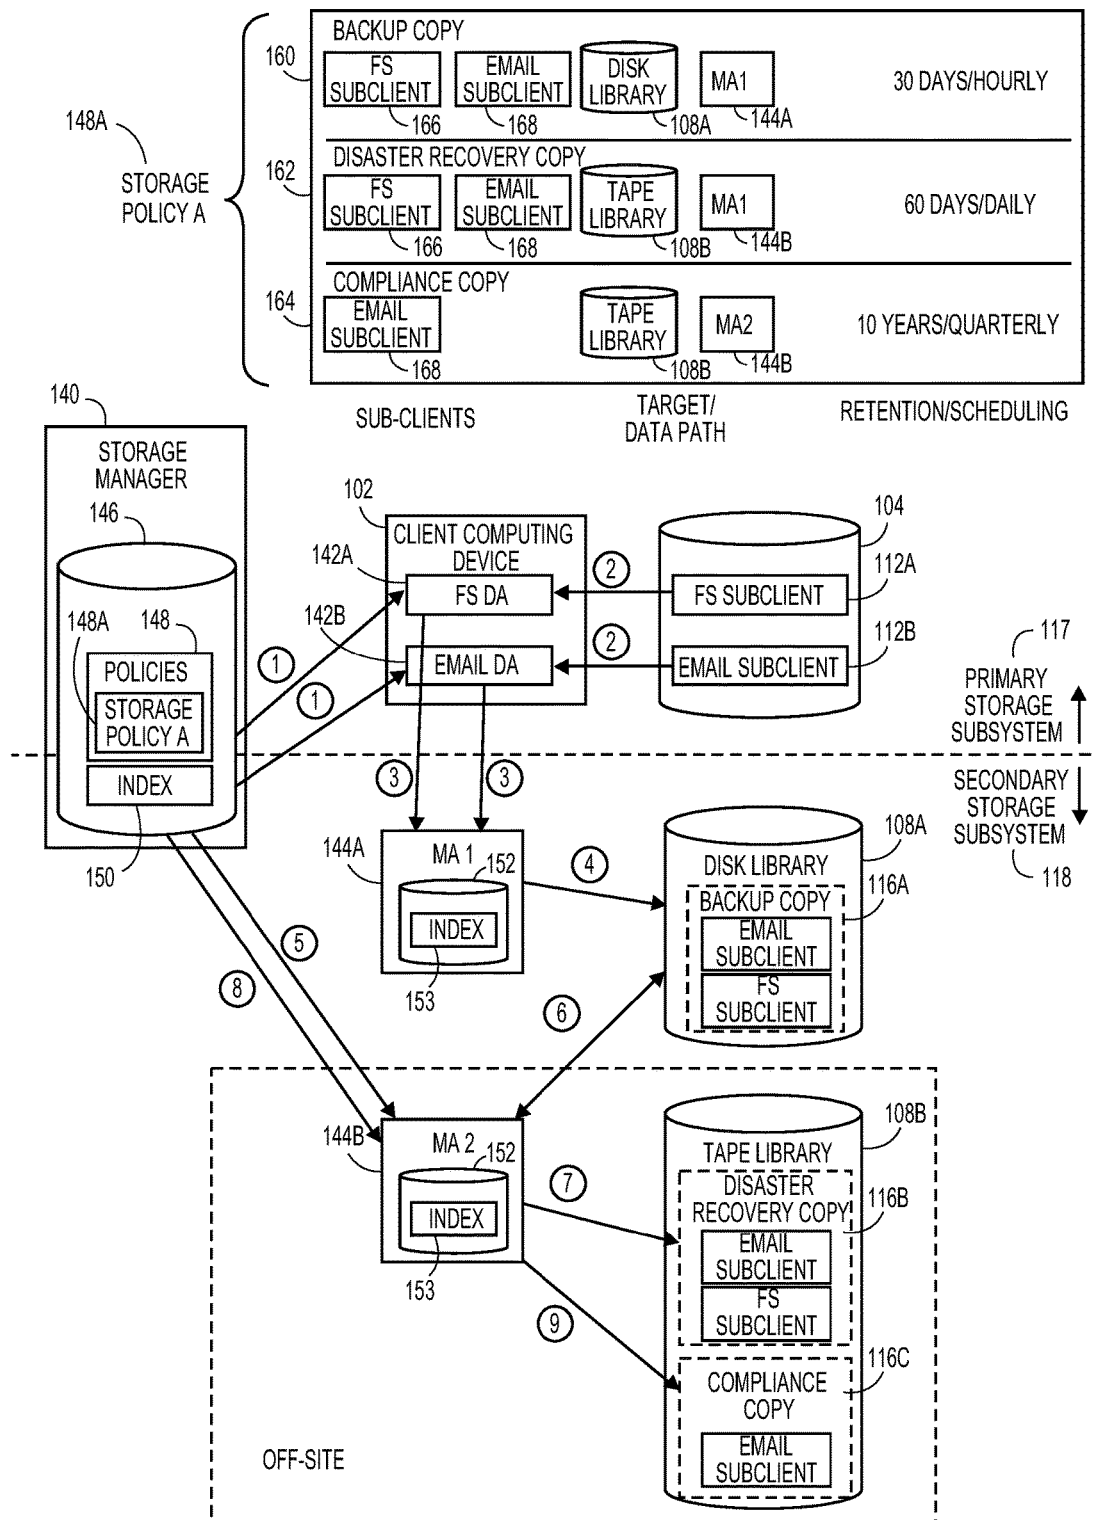 BACKUP COPY
160
FS
SUBCLIENT
166
EMAIL
SUBCLIENT
168
DISK
LIBRARY
108A
MA1
144A
30 DAYS/HOURLY
148A
STORAGE
POLICY A
DISASTER RECOVERY COPY
162
FS
SUBCLIENT
166
EMAIL
SUBCLIENT
168
TAPE
LIBRARY
108B
MA1
144B
60 DAYS/DAILY
COMPLIANCE COPY
164
EMAIL
SUBCLIENT
168
TAPE
LIBRARY
108B
MA2
144B
10 YEARS/QUARTERLY
SUB-CLIENTS
TARGET/
DATA PATH
RETENTION/SCHEDULING
140
STORAGE
MANAGER
146
148A
148
POLICIES
STORAGE
POLICY A
INDEX
150
102
CLIENT COMPUTING
DEVICE
142A
FS DA
142B
EMAIL DA
104
112A
FS SUBCLIENT
112B
EMAIL SUBCLIENT
1
1
2
2
117
PRIMARY
STORAGE
SUBSYSTEM
SECONDARY
STORAGE
SUBSYSTEM
118
3
3
144A
MA 1
152
INDEX
153
4
108A
DISK LIBRARY
116A
BACKUP COPY
EMAIL
SUBCLIENT
FS
SUBCLIENT
5
8
6
144B
MA 2
152
INDEX
153
7
9
108B
TAPE LIBRARY
DISASTER
RECOVERY COPY
116B
EMAIL
SUBCLIENT
FS
SUBCLIENT
116C
COMPLIANCE
COPY
EMAIL
SUBCLIENT
OFF-SITE